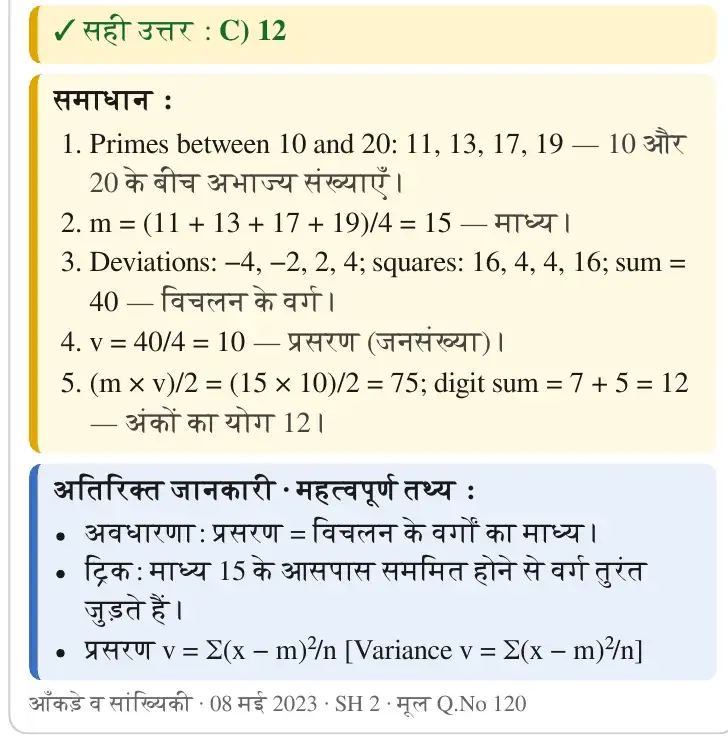 ✓ सही उत्तर : C) 12
समाधान :
1. Primes between 10 and 20: 11, 13, 17, 19 — 10 और
20 के बीच अभाज्य संख्याएँ।
2. m = (11 + 13 + 17 + 19)/4 = 15 — माध्य।
3. Deviations: −4, −2, 2, 4; squares: 16, 4, 4, 16; sum =
40 — विचलन के वर्ग।
4. v = 40/4 = 10 — प्रसरण (जनसंख्या)।
5. (m × v)/2 = (15 × 10)/2 = 75; digit sum = 7 + 5 = 12
— अंकों का योग 12।
अतिरिक्त जानकारी · महत्वपूर्ण तथ्य :
• अवधारणा : प्रसरण = विचलन के वर्गों का माध्य।
• ट्रिक : माध्य 15 के आसपास सममित होने से वर्ग तुरंत
जुड़ते हैं।
• प्रसरण v = Σ(x − m)²/n [Variance v = Σ(x − m)²/n]
आँकड़े व सांख्यिकी · 08 मई 2023 · SH 2 · मूल Q.No 120